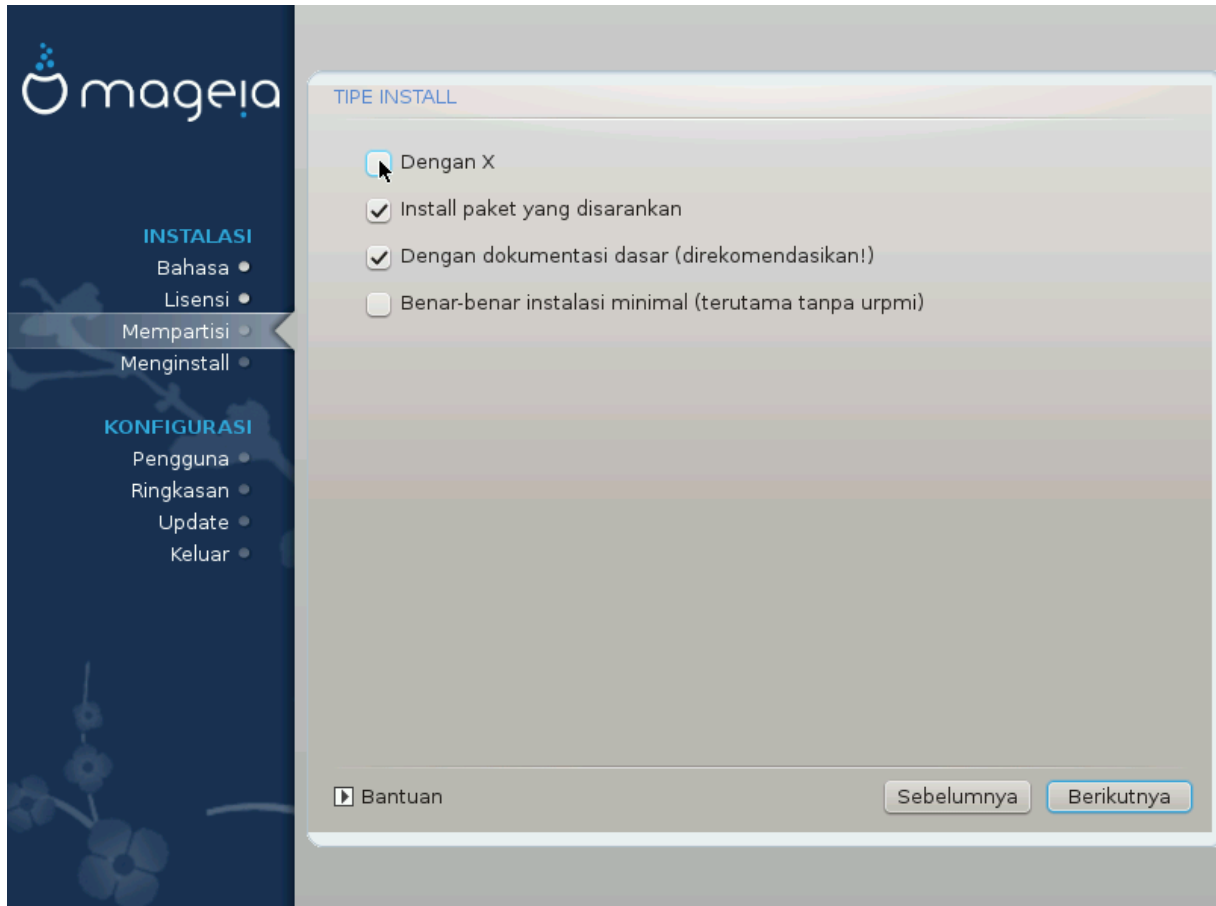 mageia
INSTALASI
Bahasa
Lisensi
Mempartisi
Menginstall
KONFIGURASI
Pengguna
Ringkasan
Update
Keluar
TIPE INSTALL
Dengan X
Install paket yang disarankan
Dengan dokumentasi dasar (direkomendasikan!)
Benar-benar instalasi minimal (terutama tanpa urpmi)
Bantuan
Sebelumnya
Berikutnya